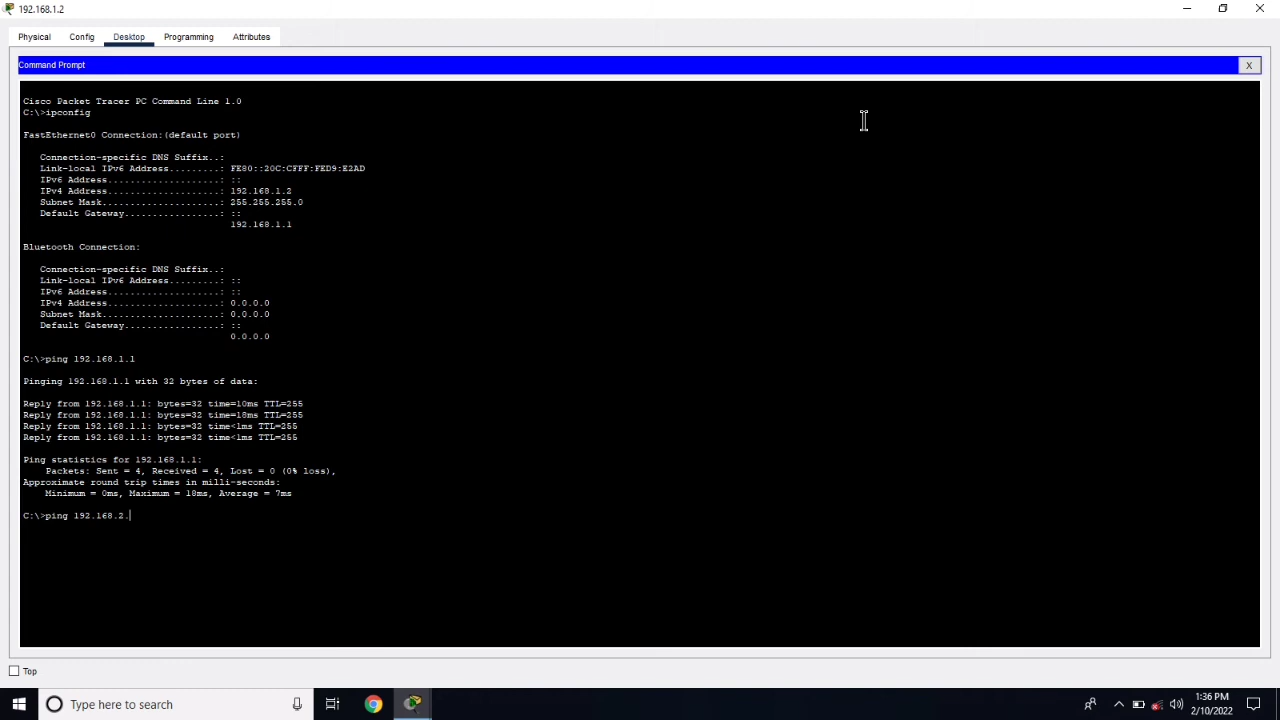 192.168.1.2
Physical Config Desktop Programming Attributes
Command Prompt
X
Cisco Packet Tracer PC Command Line 1.0
C:\>ipconfig
FastEthernet0 Connection:(default port)
Connection-specific DNS Suffix..:
Link-local IPv6 Address.........: FE80::20C:CFFF:FED9:E2AD
IPv6 Address....................: ::
IPv4 Address....................: 192.168.1.2
Subnet Mask.....................: 255.255.255.0
Default Gateway.................: ::
192.168.1.1
Bluetooth Connection:
Connection-specific DNS Suffix..:
Link-local IPv6 Address.........: ::
IPv6 Address....................: ::
IPv4 Address....................: 0.0.0.0
Subnet Mask.....................: 0.0.0.0
Default Gateway.................: ::
0.0.0.0
C:\>ping 192.168.1.1
Pinging 192.168.1.1 with 32 bytes of data:
Reply from 192.168.1.1: bytes=32 time=10ms TTL=255
Reply from 192.168.1.1: bytes=32 time=18ms TTL=255
Reply from 192.168.1.1: bytes=32 time<1ms TTL=255
Reply from 192.168.1.1: bytes=32 time<1ms TTL=255
Ping statistics for 192.168.1.1:
Packets: Sent = 4, Received = 4, Lost = 0 (0% loss),
Approximate round trip times in milli-seconds:
Minimum = 0ms, Maximum = 18ms, Average = 7ms
C:\>ping 192.168.2.
Top
Type here to search
1:36 PM
2/10/2022